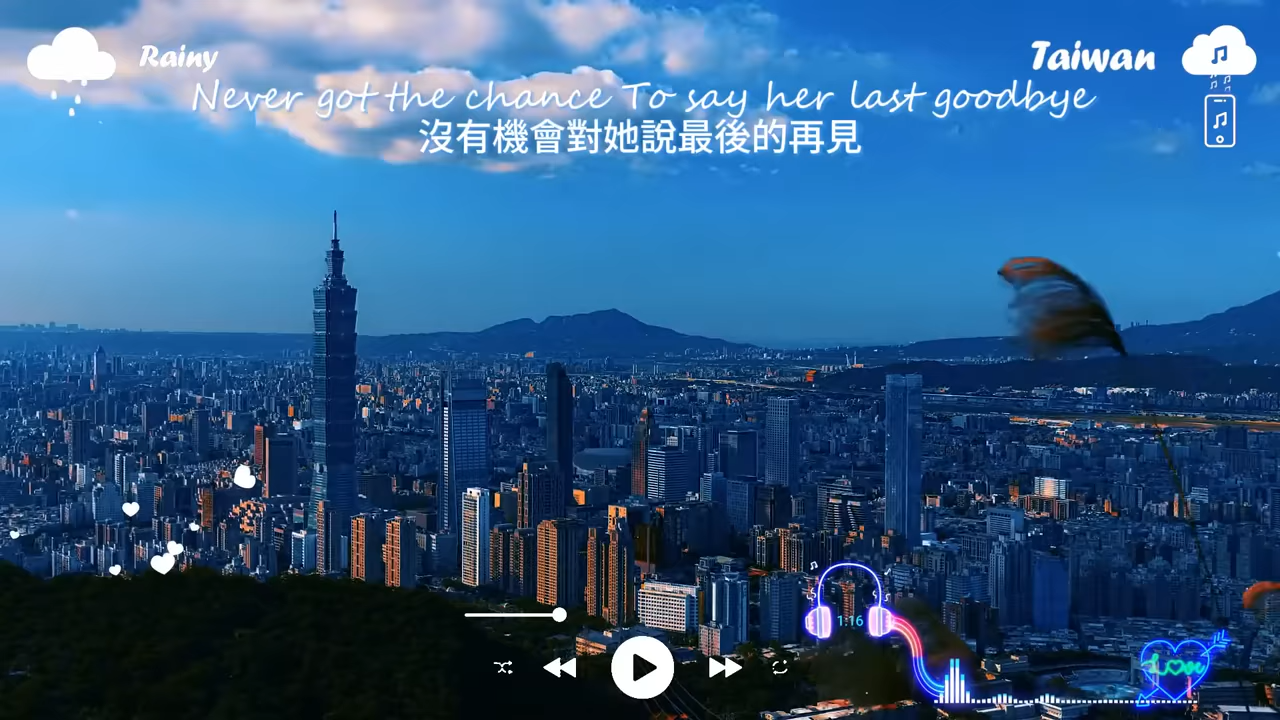 Rainy
Taiwan
Never got the chance To say her last goodbye
沒有機會對她說最後的再見
1:16
Love